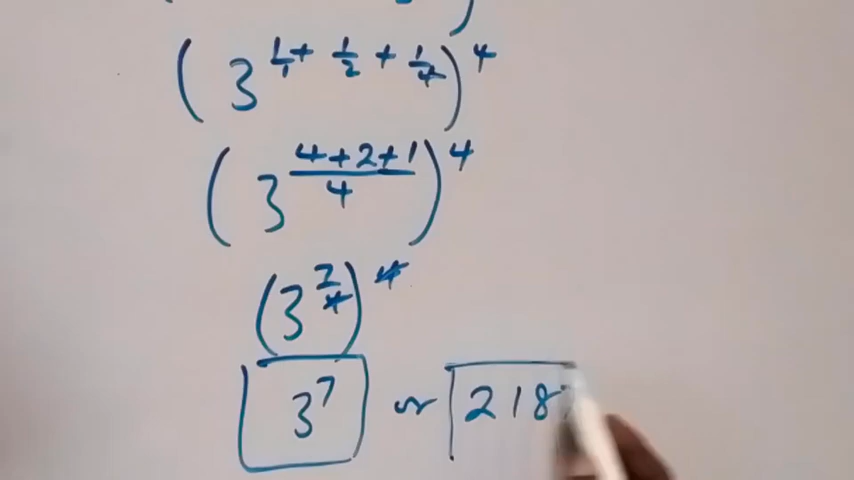 )
(3^{1/1 + 1/2 + 1/4})^4
(3^{(4+2+1)/4})^4
(3^{7/4})^4
3^7 or 218